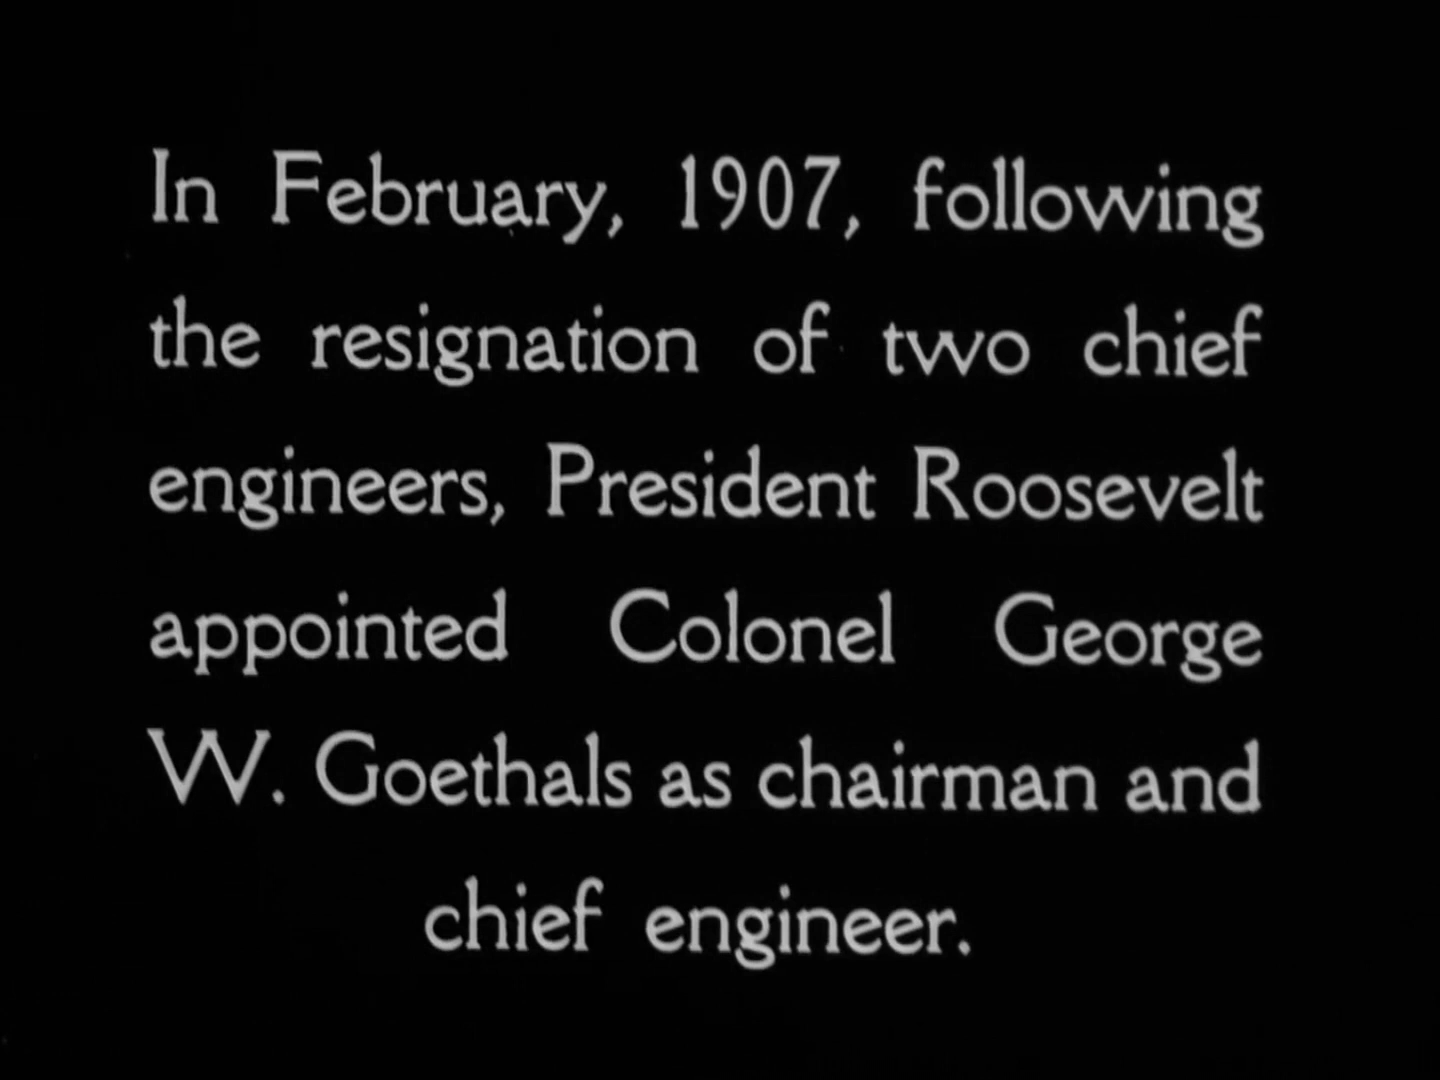 In February, 1907, following
the resignation of two chief
engineers, President Roosevelt
appointed Colonel George
W. Goethals as chairman and
chief engineer.